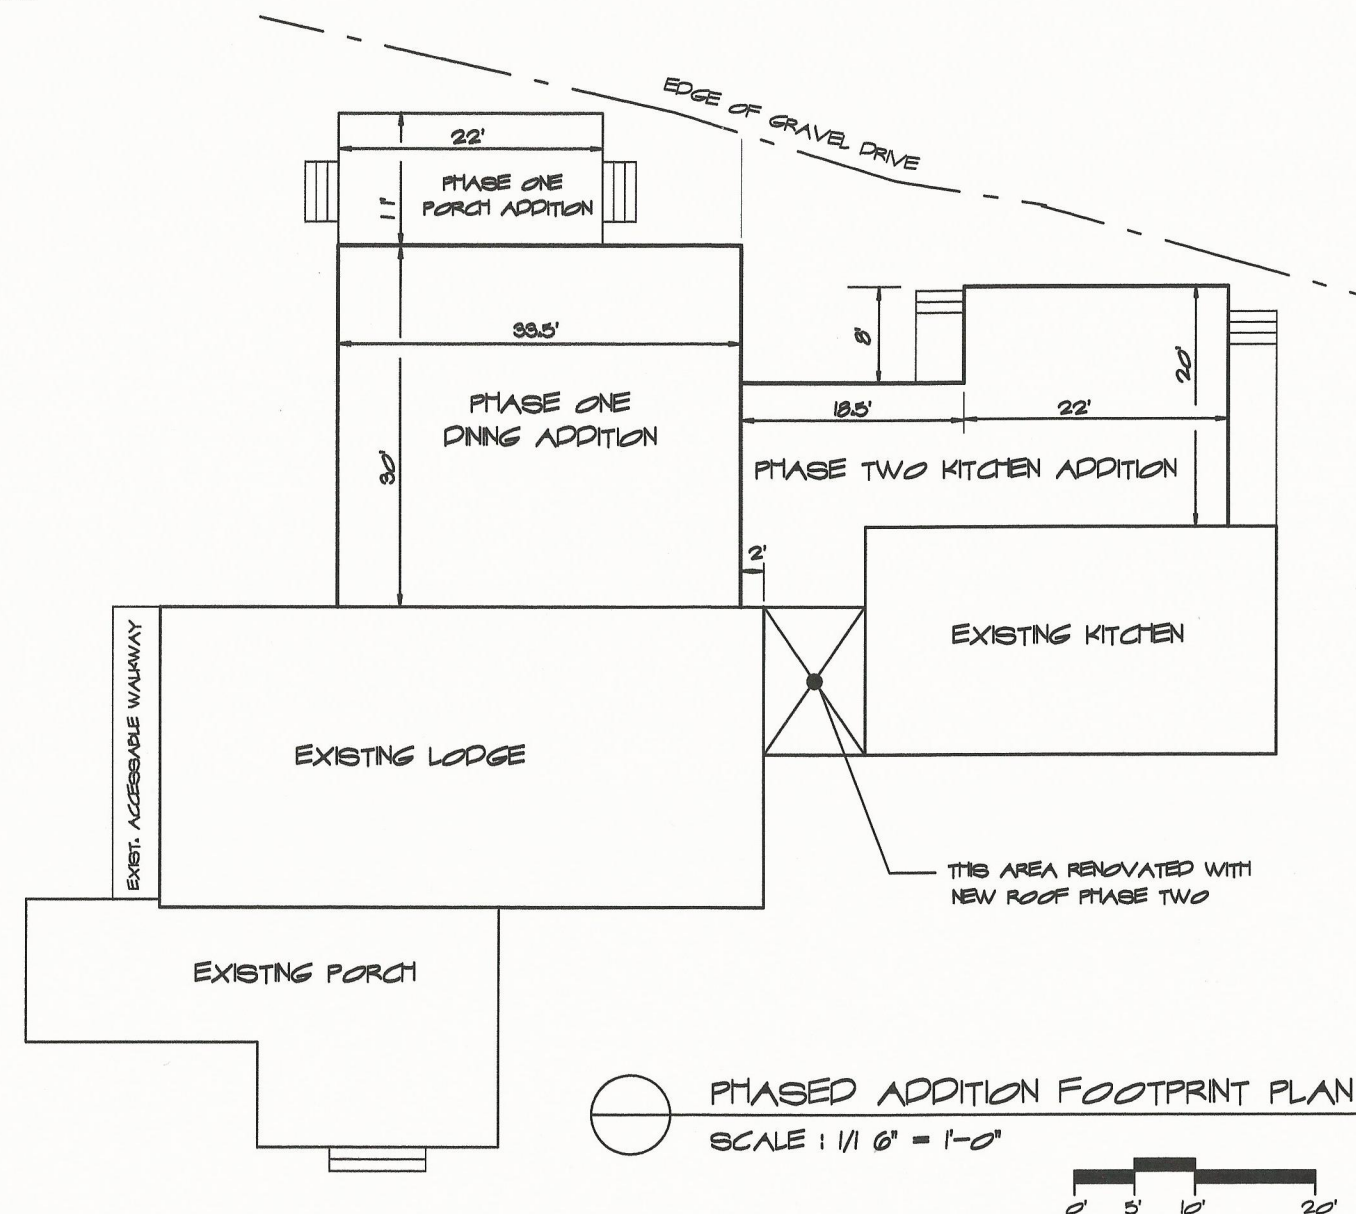 EDGE OF GRAVEL DRIVE
22'
11'
PHASE ONE
PORCH ADDITION
33.5'
30'
PHASE ONE
DINING ADDITION
8'
20'
18.5'
22'
PHASE TWO KITCHEN ADDITION
2'
EXIST. ACCESSABLE WALKWAY
EXISTING LODGE
EXISTING KITCHEN
THIS AREA RENOVATED WITH
NEW ROOF PHASE TWO
EXISTING PORCH
PHASED ADDITION FOOTPRINT PLAN
SCALE : 1/1 6" = 1'-0"
0' 5' 10' 20'